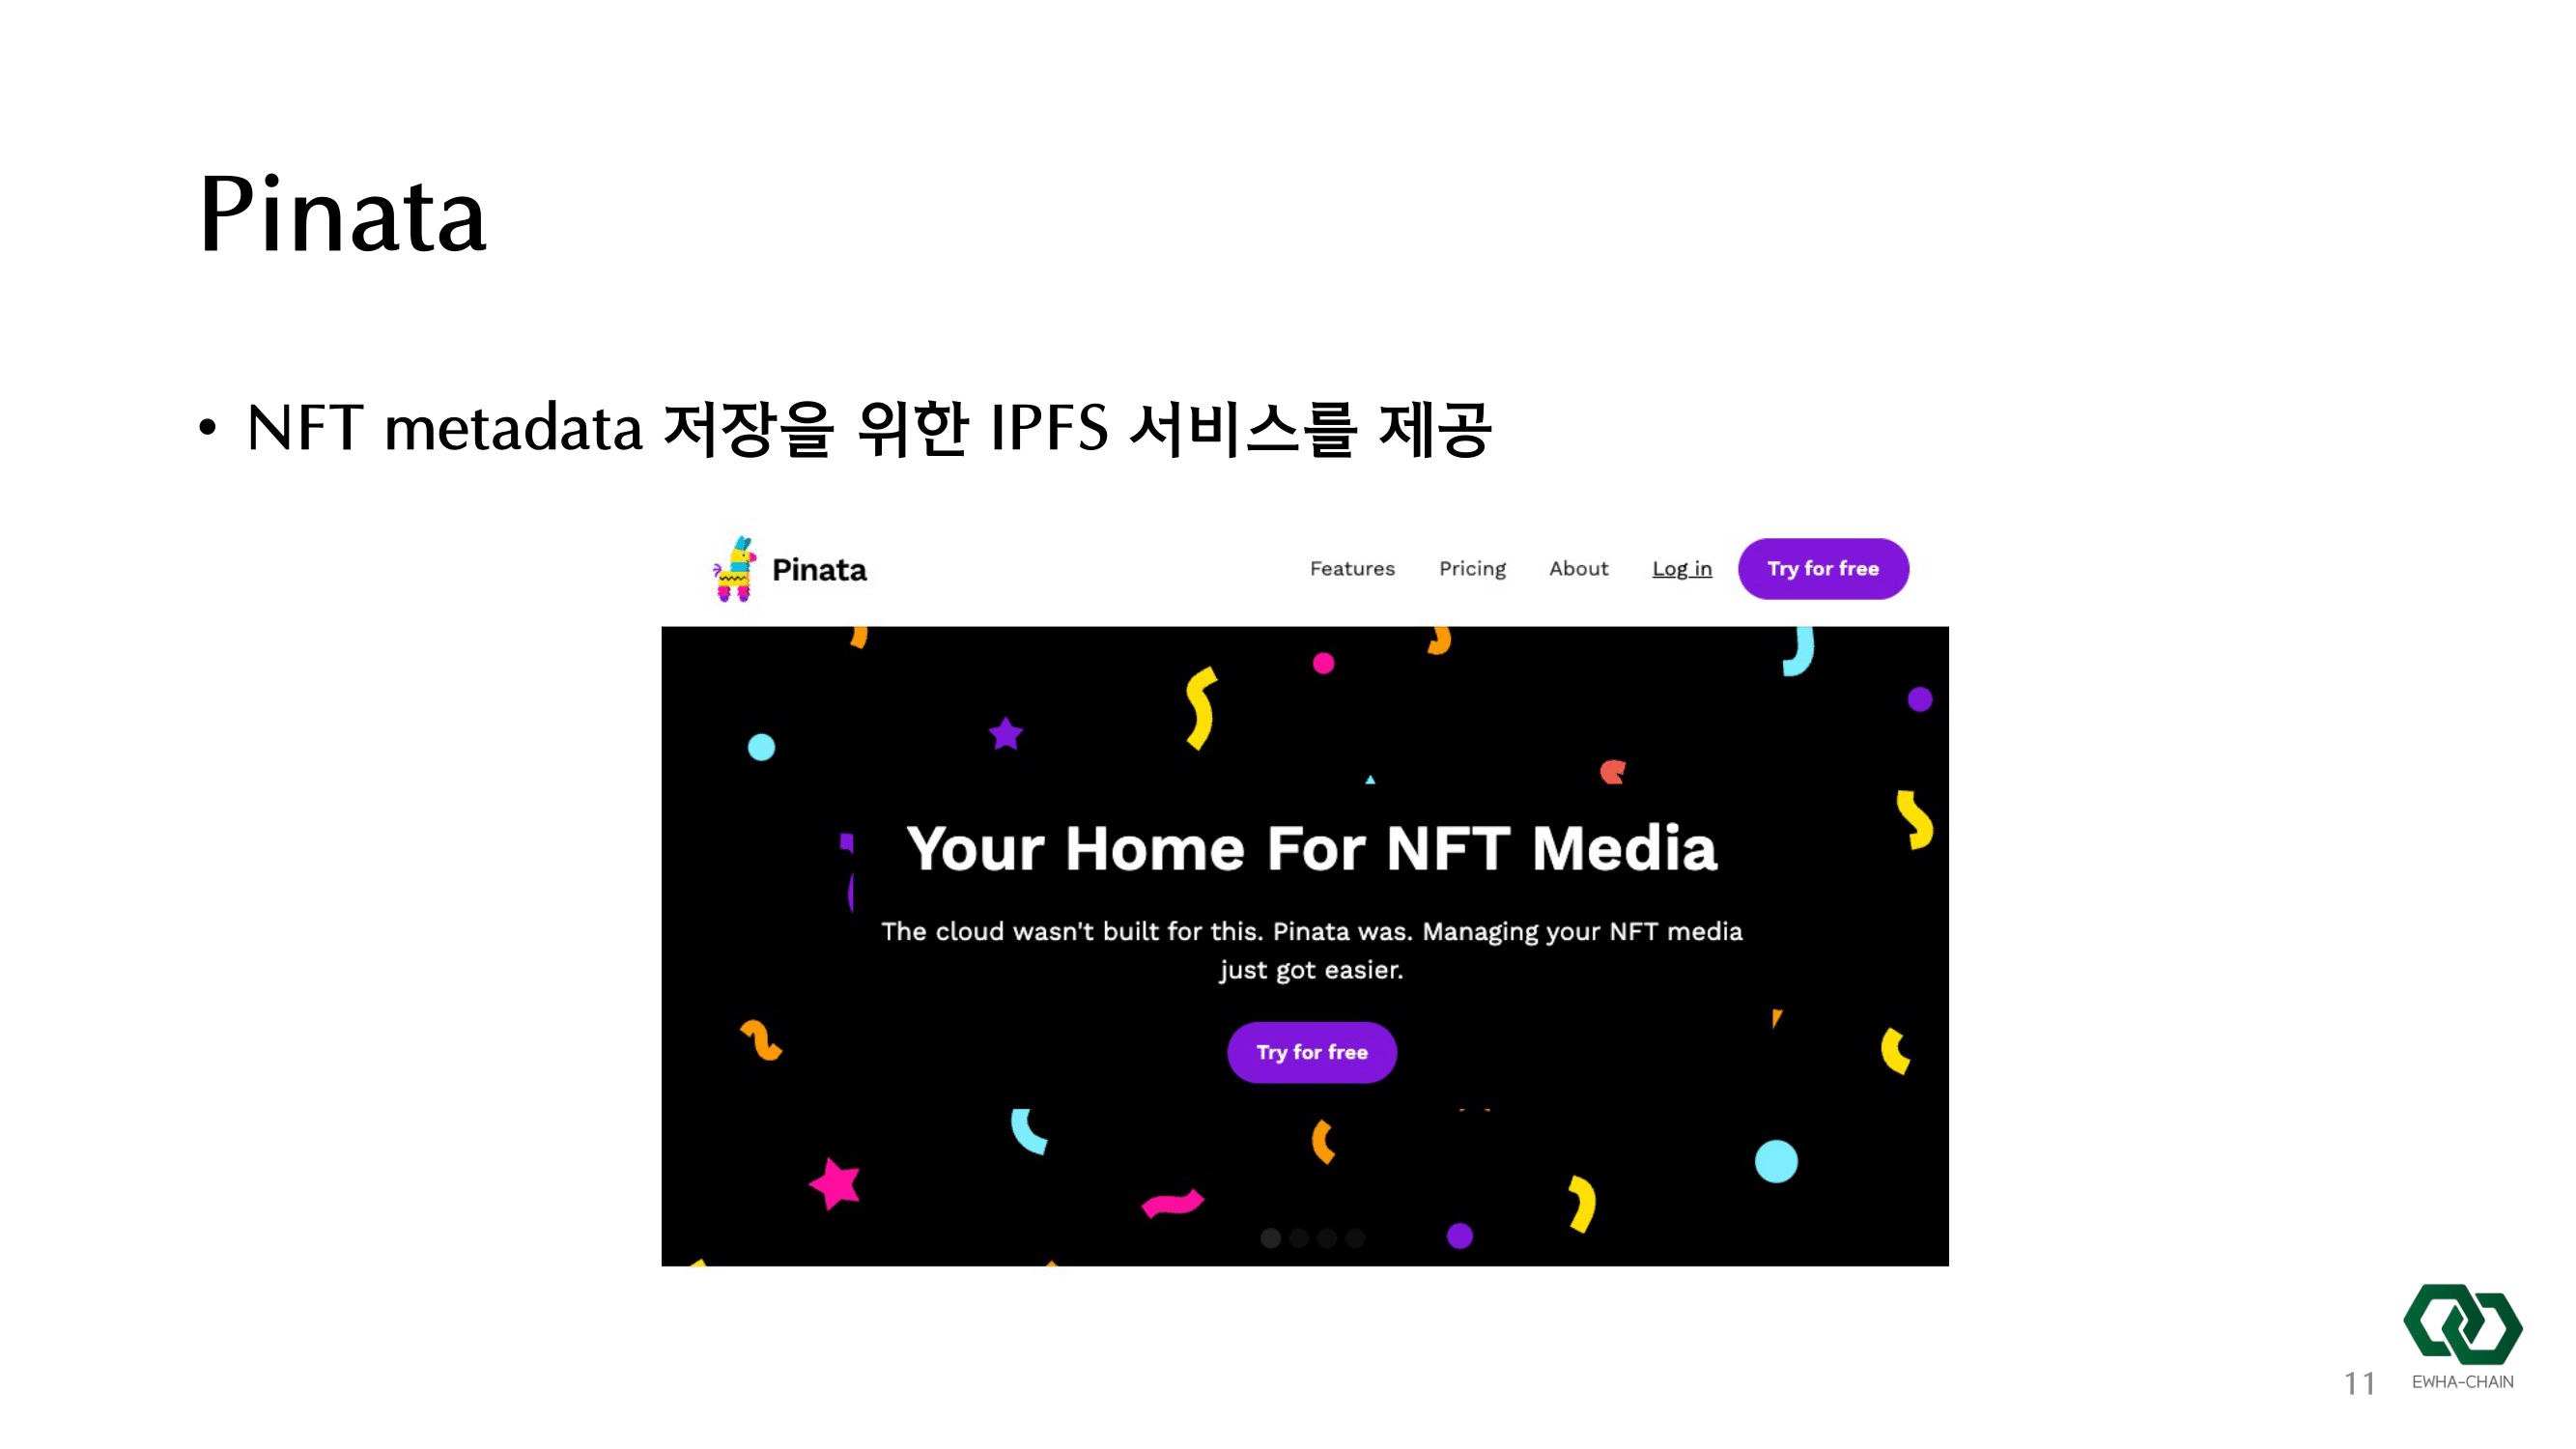 Pinata
• NFT metadata 저장을 위한 IPFS 서비스를 제공
Pinata
Features Pricing About Log in Try for free
Your Home For NFT Media
The cloud wasn't built for this. Pinata was. Managing your NFT media
just got easier.
Try for free
11
EWHA-CHAIN